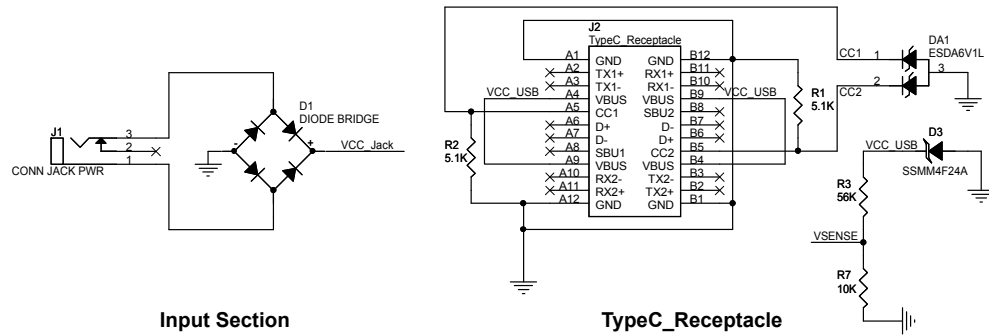 J1
CONN JACK PWR
3
2
1
D1
DIODE BRIDGE
-
+
VCC_Jack
Input Section
J2
TypeC_Receptacle
A1 GND GND B12
A2 TX1+ RX1+ B11
A3 TX1- RX1- B10
VCC_USB A4 VBUS VBUS B9 VCC_USB
A5 CC1 SBU2 B8
A6 D+ D- B7
A7 D- D+ B6
A8 SBU1 CC2 B5
A9 VBUS VBUS B4
A10 RX2- TX2- B3
A11 RX2+ TX2+ B2
A12 GND GND B1
R2
5.1K
R1
5.1K
CC1
1
CC2
2
DA1
ESDA6V1L
3
VCC_USB
D3
SSMM4F24A
R3
56K
VSENSE
R7
10K
TypeC_Receptacle